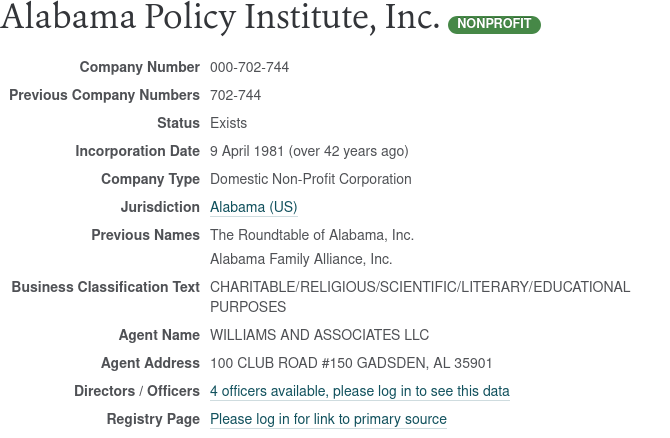 Alabama Policy Institute, Inc. NONPROFIT
Company Number 000-702-744
Previous Company Numbers 702-744
Status Exists
Incorporation Date 9 April 1981 (over 42 years ago)
Company Type Domestic Non-Profit Corporation
Jurisdiction Alabama (US)
Previous Names The Roundtable of Alabama, Inc.
Alabama Family Alliance, Inc.
Business Classification Text CHARITABLE/RELIGIOUS/SCIENTIFIC/LITERARY/EDUCATIONAL
PURPOSES
Agent Name WILLIAMS AND ASSOCIATES LLC
Agent Address 100 CLUB ROAD #150 GADSDEN, AL 35901
Directors / Officers 4 officers available, please log in to see this data
Registry Page Please log in for link to primary source